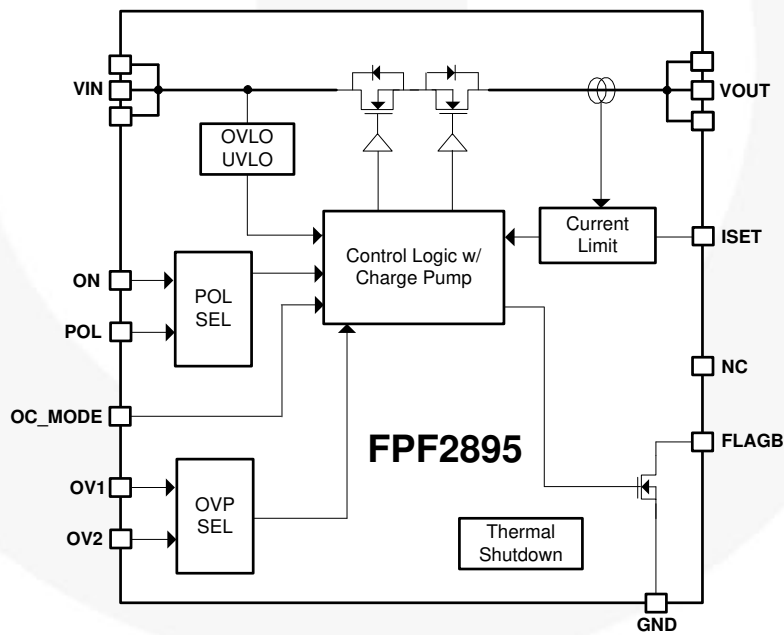 VIN
VOUT
OVLO
UVLO
Control Logic w/
Charge Pump
Current
Limit
ISET
ON
POL
SEL
POL
NC
OC_MODE
FPF2895
FLAGB
OV1
OVP
SEL
OV2
Thermal
Shutdown
GND